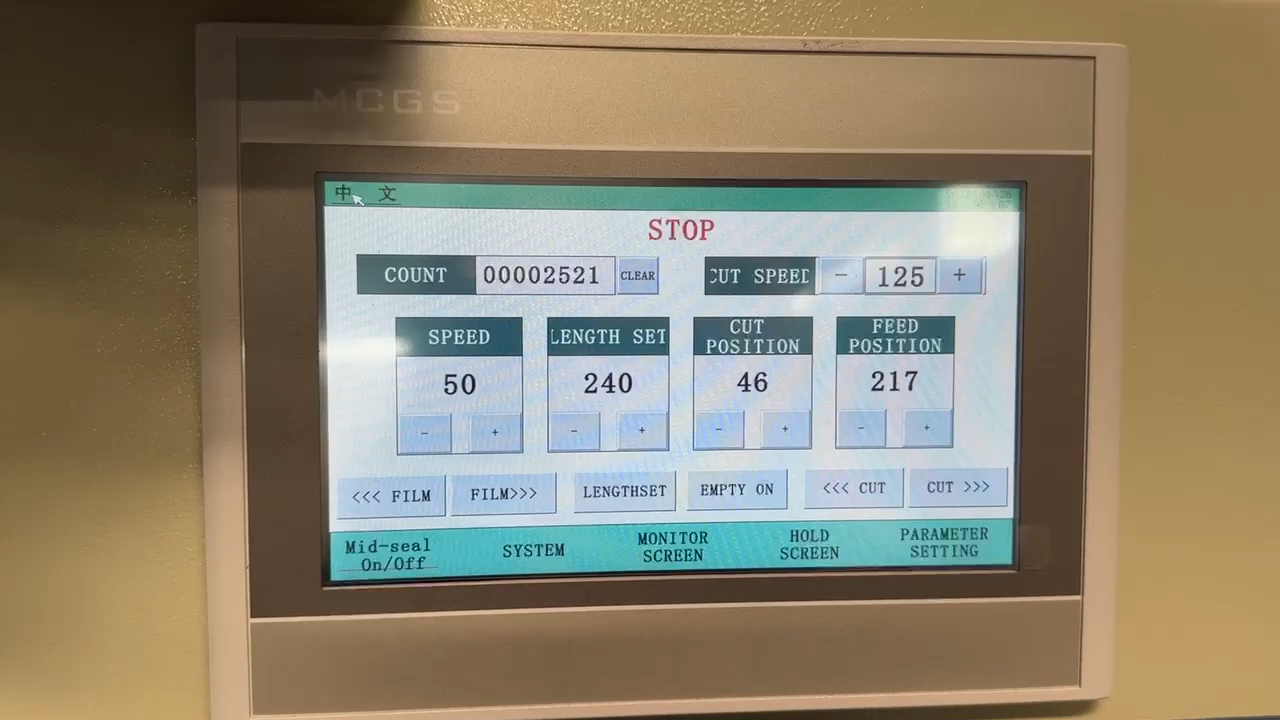 MCGS
中 文
STOP
COUNT 00002521 CLEAR
CUT SPEED - 125 +
SPEED
50
- +
LENGTH SET
240
- +
CUT
POSITION
46
- +
FEED
POSITION
217
- +
<<< FILM
FILM>>>
LENGTHSET
EMPTY ON
<<< CUT
CUT >>>
Mid-seal
On/Off
SYSTEM
MONITOR
SCREEN
HOLD
SCREEN
PARAMETER
SETTING